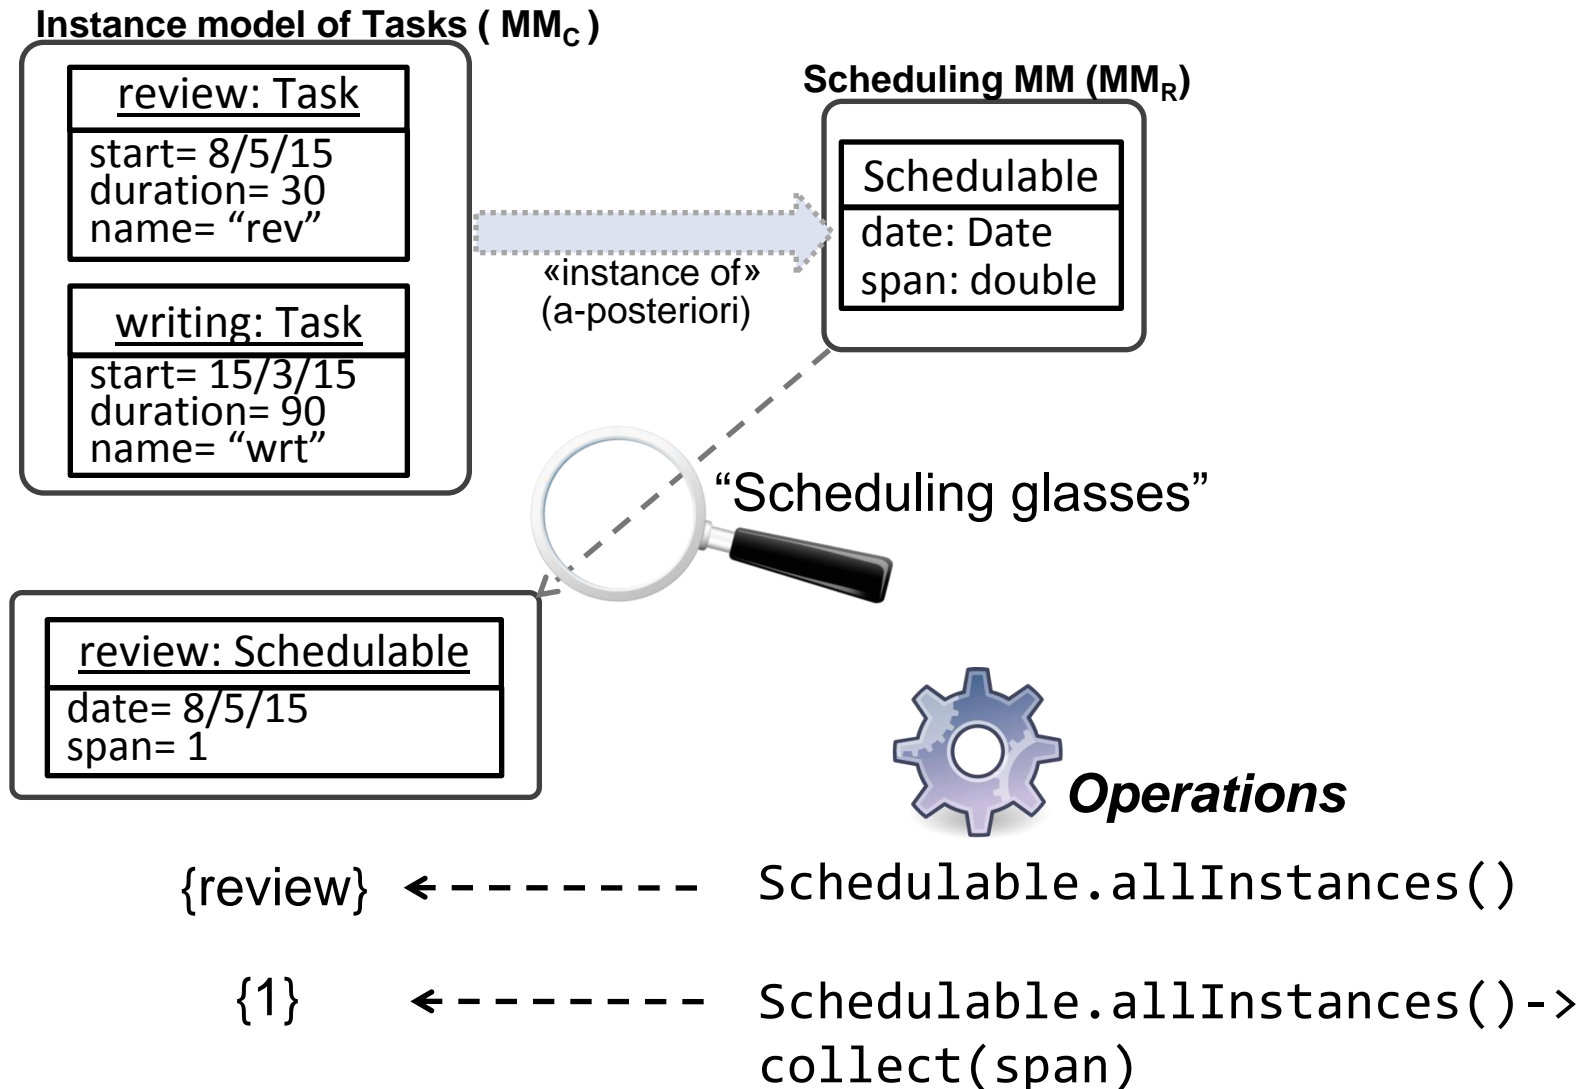 Instance model of Tasks ( MMC )
review: Task
start= 8/5/15
duration= 30
name= “rev”
writing: Task
start= 15/3/15
duration= 90
name= “wrt”
«instance of»
(a-posteriori)
Scheduling MM (MMR)
Schedulable
date: Date
span: double
“Scheduling glasses”
review: Schedulable
date= 8/5/15
span= 1
Operations
{review}
Schedulable.allInstances()
{1}
Schedulable.allInstances()->
collect(span)